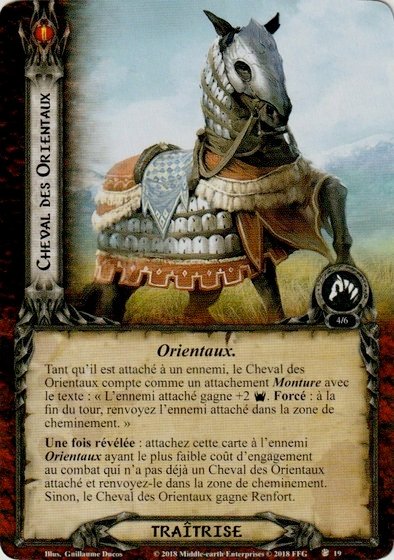 CHEVAL DES ORIENTAUX
4/6
Orientaux.
Tant qu'il est attaché à un ennemi, le Cheval des
Orientaux compte comme un attachement Monture avec
le texte : « L'ennemi attaché gagne +2 . Forcé : à la
fin du tour, renvoyez l'ennemi attaché dans la zone de
cheminement. »
Une fois révélée : attachez cette carte à l'ennemi
Orientaux ayant le plus faible coût d'engagement
au combat qui n'a pas déjà un Cheval des Orientaux
attaché et renvoyez-le dans la zone de cheminement.
Sinon, le Cheval des Orientaux gagne Renfort.
TRAÎTRISE
Illus. Guillaume Ducos © 2018 Middle-earth Enterprises © 2018 FFG 19